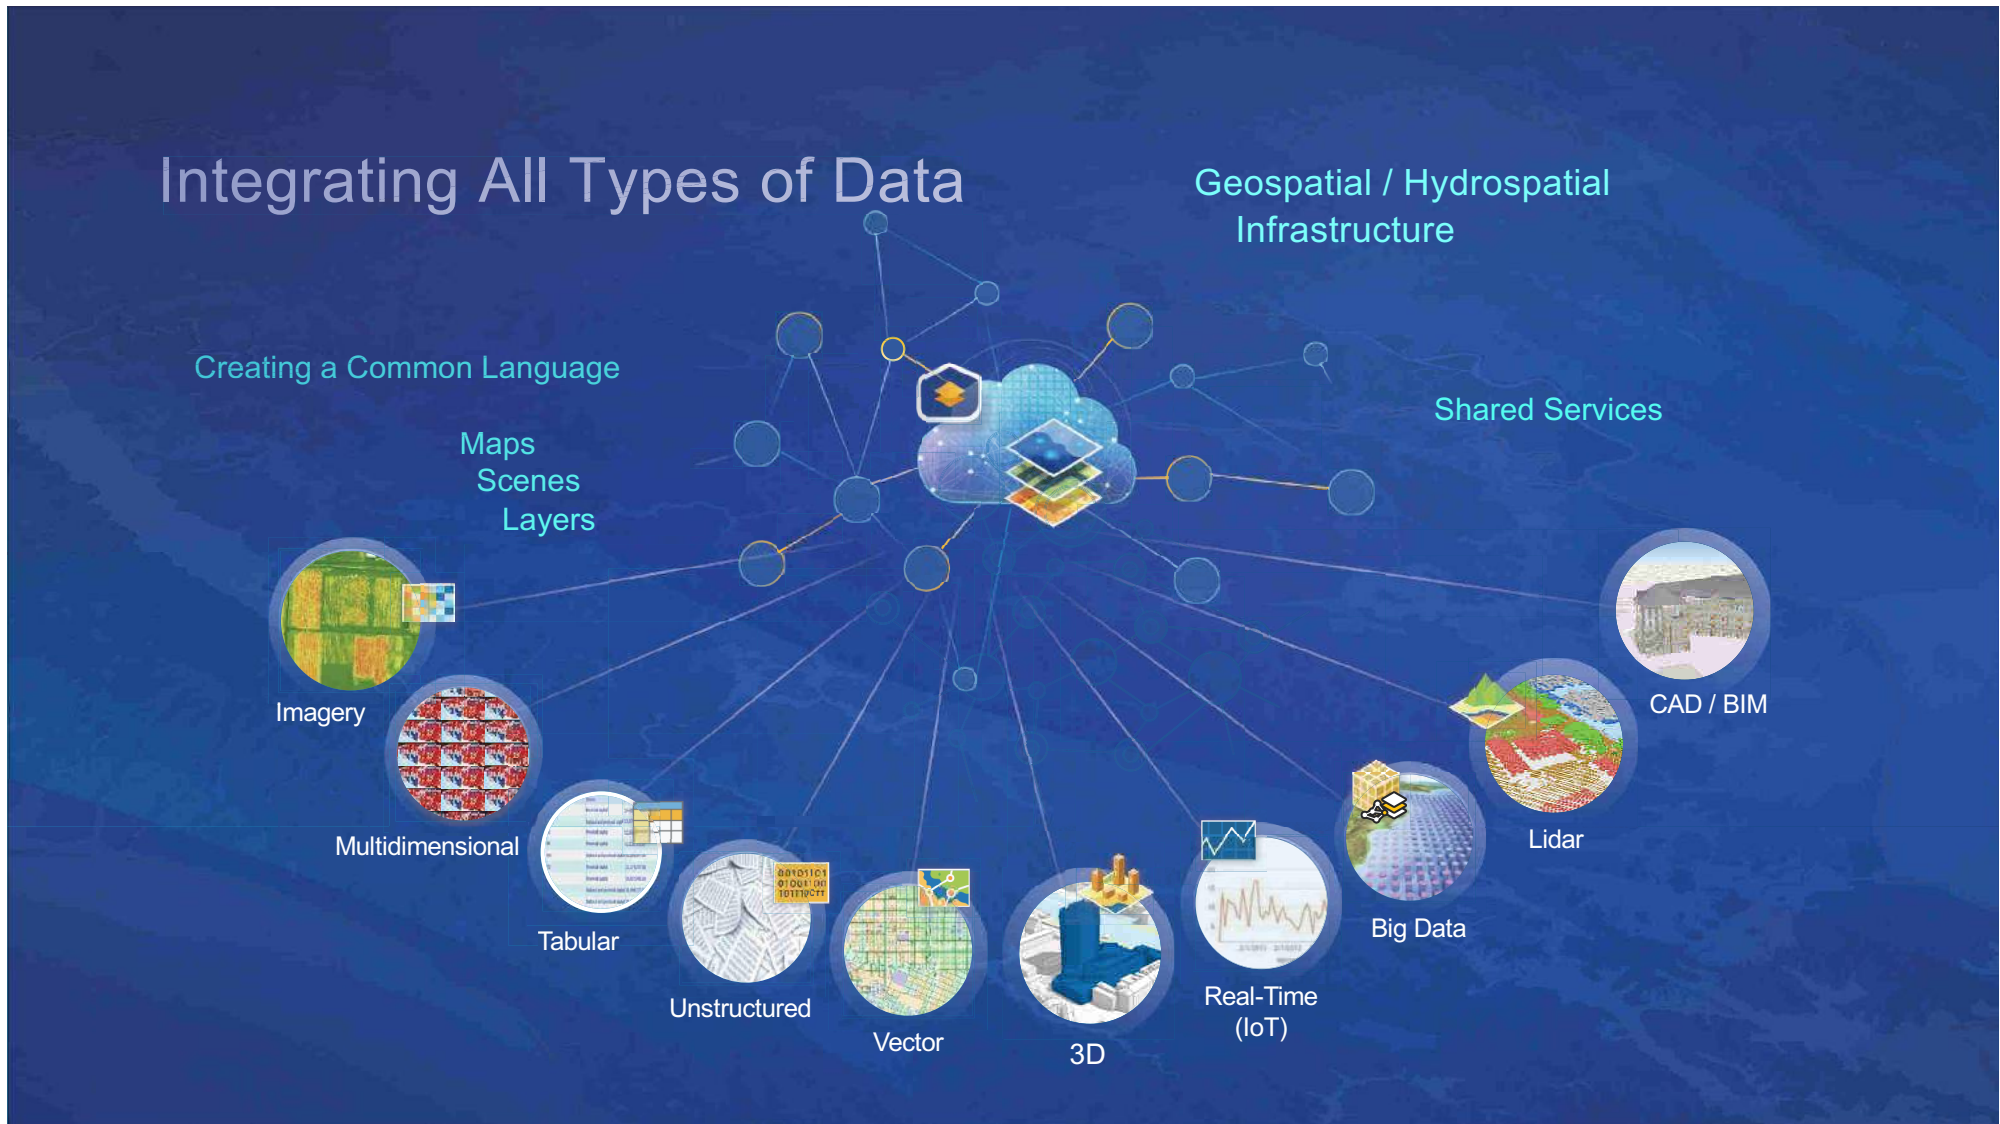 Integrating All Types of Data
Geospatial / Hydrospatial
Infrastructure
Creating a Common Language
Shared Services
Maps
Scenes
Layers
Imagery
CAD / BIM
Multidimensional
Lidar
Tabular
Big Data
Unstructured
Real-Time
(IoT)
Vector
3D